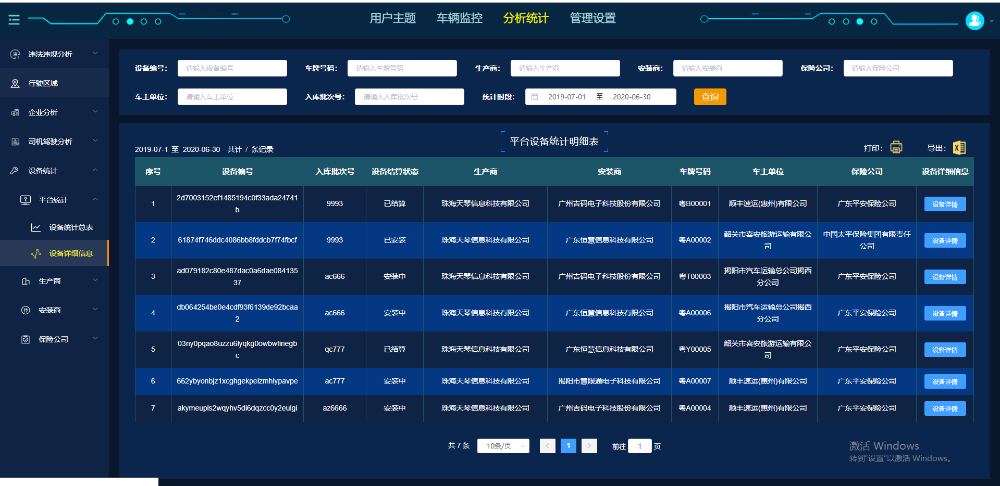 用户主题 车辆监控 分析统计 管理设置
违法违规分析
行驶区域
企业分析
司机驾驶分析
设备统计
平台统计
设备统计总表
设备详细信息
生产商
安装商
保险公司
设备编号： 请输入设备编号 车牌号码： 请输入车牌号码 生产商： 请输入生产商 安装商： 请输入安装商 保险公司： 请输入保险公司
车主单位： 请输入车主单位 入库批次号： 请输入入库批次号 统计时段： 2019-07-01 至 2020-06-30 查询
平台设备统计明细表
2019-07-1 至 2020-06-30 共计 7 条记录 打印： 导出：
序号 设备编号 入库批次号 设备结算状态 生产商 安装商 车牌号码 车主单位 保险公司 设备详细信息
1 2d7003152ef1485194c0f33ada24741b 9993 已结算 珠海天琴信息科技有限公司 广州吉码电子科技股份有限公司 粤B00001 顺丰速运(惠州)有限公司 广东平安保险公司 设备详情
2 61874f746ddc4086bb8fddcb7f74fbcf 9993 已安装 珠海天琴信息科技有限公司 广东恒慧信息科技有限公司 粤A00002 韶关市喜安旅游运输有限公司 中国太平保险集团有限责任公司 设备详情
3 ad079182c80e487dac0a6dae08413537 ac666 安装中 珠海天琴信息科技有限公司 广州吉码电子科技股份有限公司 粤T00003 揭阳市汽车运输总公司揭西分公司 广东平安保险公司 设备详情
4 db064254be0e4cdf93f6139de92bcaa2 ac666 安装中 珠海天琴信息科技有限公司 广东恒慧信息科技有限公司 粤A00006 揭阳市汽车运输总公司揭西分公司 广东平安保险公司 设备详情
5 03ny0pqao8uzzu6lyqkg0owbwfinegbc qc777 已结算 珠海天琴信息科技有限公司 广东恒慧信息科技有限公司 粤Y00005 韶关市喜安旅游运输有限公司 广东平安保险公司 设备详情
6 662ybyonbjz1xcghgekpeizmhiypavpe ac777 安装中 珠海天琴信息科技有限公司 揭阳市慧眼通电子科技有限公司 粤A00007 顺丰速运(惠州)有限公司 广东平安保险公司 设备详情
7 akymeupls2wqyhv5di6dqzcc0y2eulgi az6666 安装中 珠海天琴信息科技有限公司 广州吉码电子科技股份有限公司 粤A00004 顺丰速运(惠州)有限公司 广东平安保险公司 设备详情
共 7 条 10条/页 1 前往 1 页
激活 Windows
转到“设置”以激活 Windows。